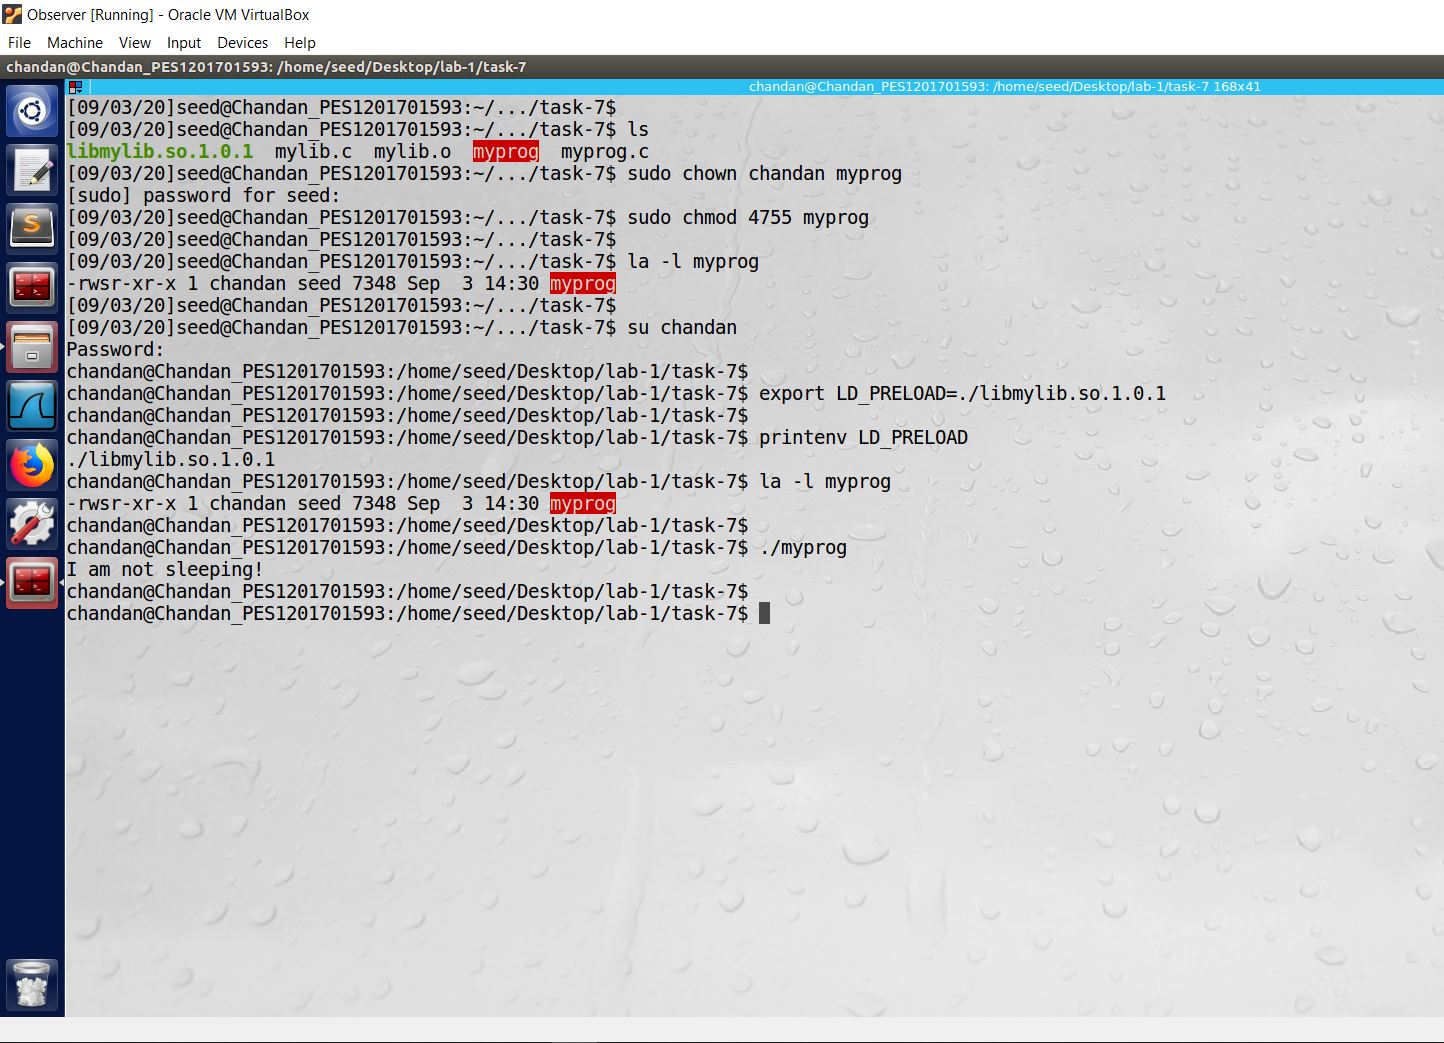 Observer [Running] - Oracle VM VirtualBox
File Machine View Input Devices Help
chandan@Chandan_PES1201701593: /home/seed/Desktop/lab-1/task-7
chandan@Chandan_PES1201701593: /home/seed/Desktop/lab-1/task-7 168x41
[09/03/20]seed@Chandan_PES1201701593:~/.../task-7$
[09/03/20]seed@Chandan_PES1201701593:~/.../task-7$ ls
libmylib.so.1.0.1  mylib.c  mylib.o  myprog  myprog.c
[09/03/20]seed@Chandan_PES1201701593:~/.../task-7$ sudo chown chandan myprog
[sudo] password for seed:
[09/03/20]seed@Chandan_PES1201701593:~/.../task-7$ sudo chmod 4755 myprog
[09/03/20]seed@Chandan_PES1201701593:~/.../task-7$
[09/03/20]seed@Chandan_PES1201701593:~/.../task-7$ la -l myprog
-rwsr-xr-x 1 chandan seed 7348 Sep  3 14:30 myprog
[09/03/20]seed@Chandan_PES1201701593:~/.../task-7$
[09/03/20]seed@Chandan_PES1201701593:~/.../task-7$ su chandan
Password:
chandan@Chandan_PES1201701593:/home/seed/Desktop/lab-1/task-7$
chandan@Chandan_PES1201701593:/home/seed/Desktop/lab-1/task-7$ export LD_PRELOAD=./libmylib.so.1.0.1
chandan@Chandan_PES1201701593:/home/seed/Desktop/lab-1/task-7$
chandan@Chandan_PES1201701593:/home/seed/Desktop/lab-1/task-7$ printenv LD_PRELOAD
./libmylib.so.1.0.1
chandan@Chandan_PES1201701593:/home/seed/Desktop/lab-1/task-7$ la -l myprog
-rwsr-xr-x 1 chandan seed 7348 Sep  3 14:30 myprog
chandan@Chandan_PES1201701593:/home/seed/Desktop/lab-1/task-7$
chandan@Chandan_PES1201701593:/home/seed/Desktop/lab-1/task-7$ ./myprog
I am not sleeping!
chandan@Chandan_PES1201701593:/home/seed/Desktop/lab-1/task-7$
chandan@Chandan_PES1201701593:/home/seed/Desktop/lab-1/task-7$